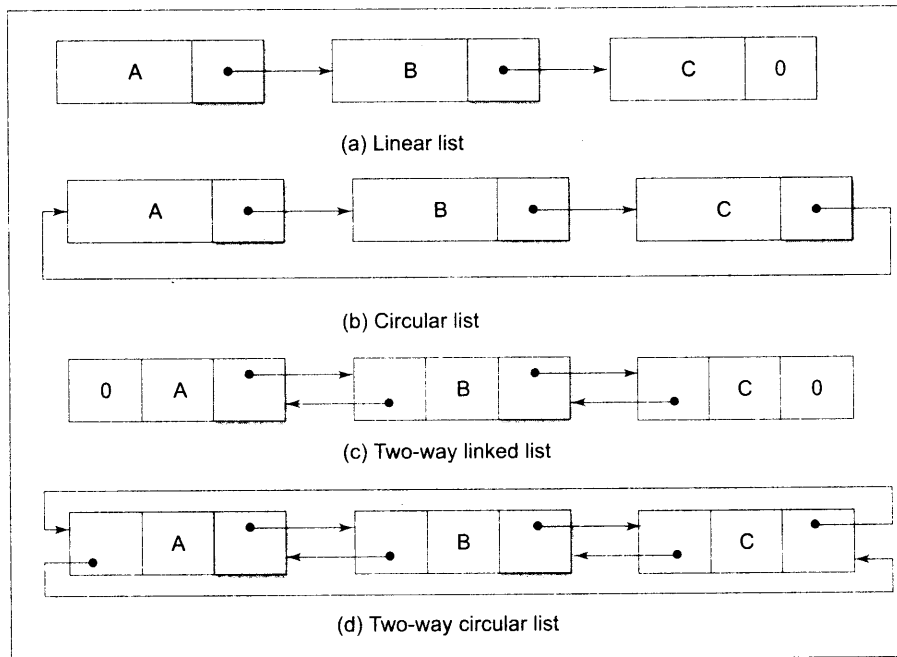 A B C 0
(a) Linear list
A B C
(b) Circular list
0 A B C 0
(c) Two-way linked list
A B C
(d) Two-way circular list